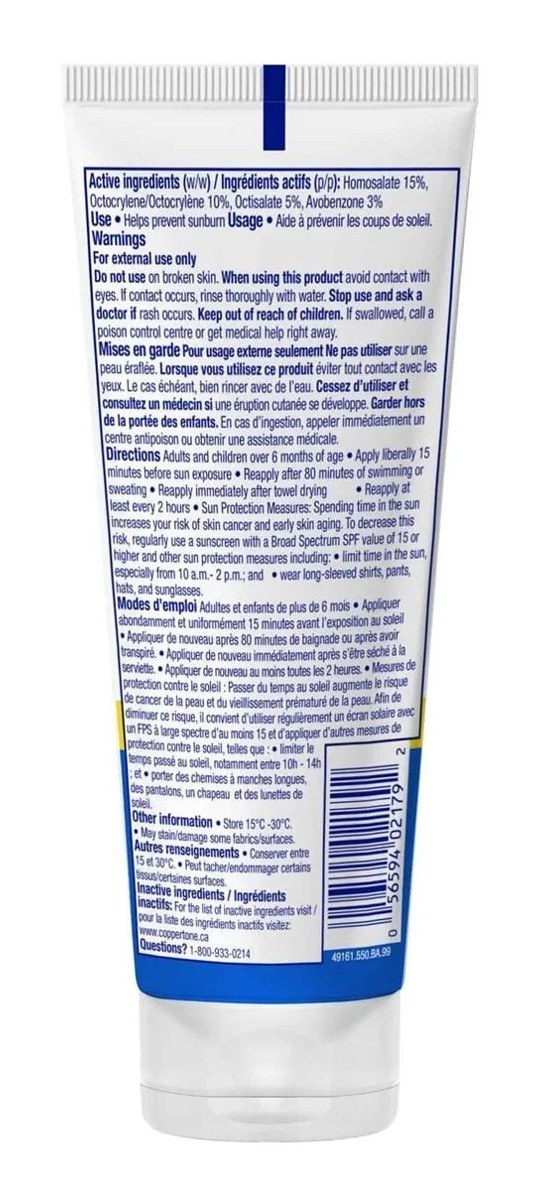 Active ingredients (w/w) / Ingrédients actifs (p/p): Homosalate 15%,
Octocrylene/Octocrylène 10%, Octisalate 5%, Avobenzone 3%
Use • Helps prevent sunburn Usage • Aide à prévenir les coups de soleil.
Warnings
For external use only
Do not use on broken skin. When using this product avoid contact with
eyes. If contact occurs, rinse thoroughly with water. Stop use and ask a
doctor if rash occurs. Keep out of reach of children. If swallowed, call a
poison control centre or get medical help right away.
Mises en garde Pour usage externe seulement Ne pas utiliser sur une
peau éraflée. Lorsque vous utilisez ce produit éviter tout contact avec les
yeux. Le cas échéant, bien rincer avec de l'eau. Cessez d'utiliser et
consultez un médecin si une éruption cutanée se développe. Garder hors
de la portée des enfants. En cas d'ingestion, appeler immédiatement un
centre antipoison ou obtenir une assistance médicale.
Directions Adults and children over 6 months of age • Apply liberally 15
minutes before sun exposure • Reapply after 80 minutes of swimming or
sweating • Reapply immediately after towel drying • Reapply at
least every 2 hours • Sun Protection Measures: Spending time in the sun
increases your risk of skin cancer and early skin aging. To decrease this
risk, regularly use a sunscreen with a Broad Spectrum SPF value of 15 or
higher and other sun protection measures including: • limit time in the sun,
especially from 10 a.m.- 2 p.m.; and • wear long-sleeved shirts, pants,
hats, and sunglasses.
Modes d'emploi Adultes et enfants de plus de 6 mois • Appliquer
abondamment et uniformément 15 minutes avant l'exposition au soleil
• Appliquer de nouveau après 80 minutes de baignade ou après avoir
transpiré. • Appliquer de nouveau immédiatement après s'être séché à la
serviette. • Appliquer de nouveau au moins toutes les 2 heures. • Mesures de
protection contre le soleil : Passer du temps au soleil augmente le risque
de cancer de la peau et du vieillissement prématuré de la peau. Afin de
diminuer ce risque, il convient d'utiliser régulièrement un écran solaire avec
un FPS à large spectre d'au moins 15 et d'appliquer d'autres mesures de
protection contre le soleil, telles que : • limiter le
temps passé au soleil, notamment entre 10h - 14h
; et • porter des chemises à manches longues,
des pantalons, un chapeau et des lunettes de
soleil.
Other information • Store 15°C -30°C.
• May stain/damage some fabrics/surfaces.
Autres renseignements • Conserver entre
15 et 30°C. • Peut tacher/endommager certains
tissus/certaines surfaces.
Inactive ingredients / Ingrédients
inactifs: For the list of inactive ingredients visit /
pour la liste des ingrédients inactifs visitez:
www.coppertone.ca
Questions? 1-800-933-0214
0 56594 02179 2
49161.550.BA.99